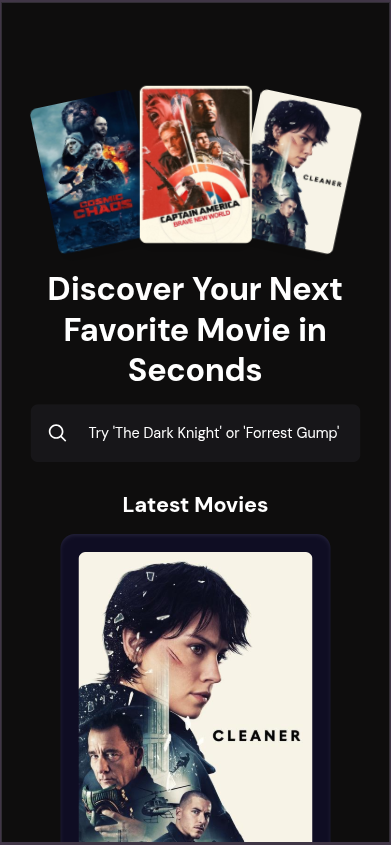 COSMIC
CHAOS
CAPTAIN AMERICA
BRAVE NEW WORLD
CLEANER
Discover Your Next
Favorite Movie in
Seconds
Try 'The Dark Knight' or 'Forrest Gump'
Latest Movies
CLEANER